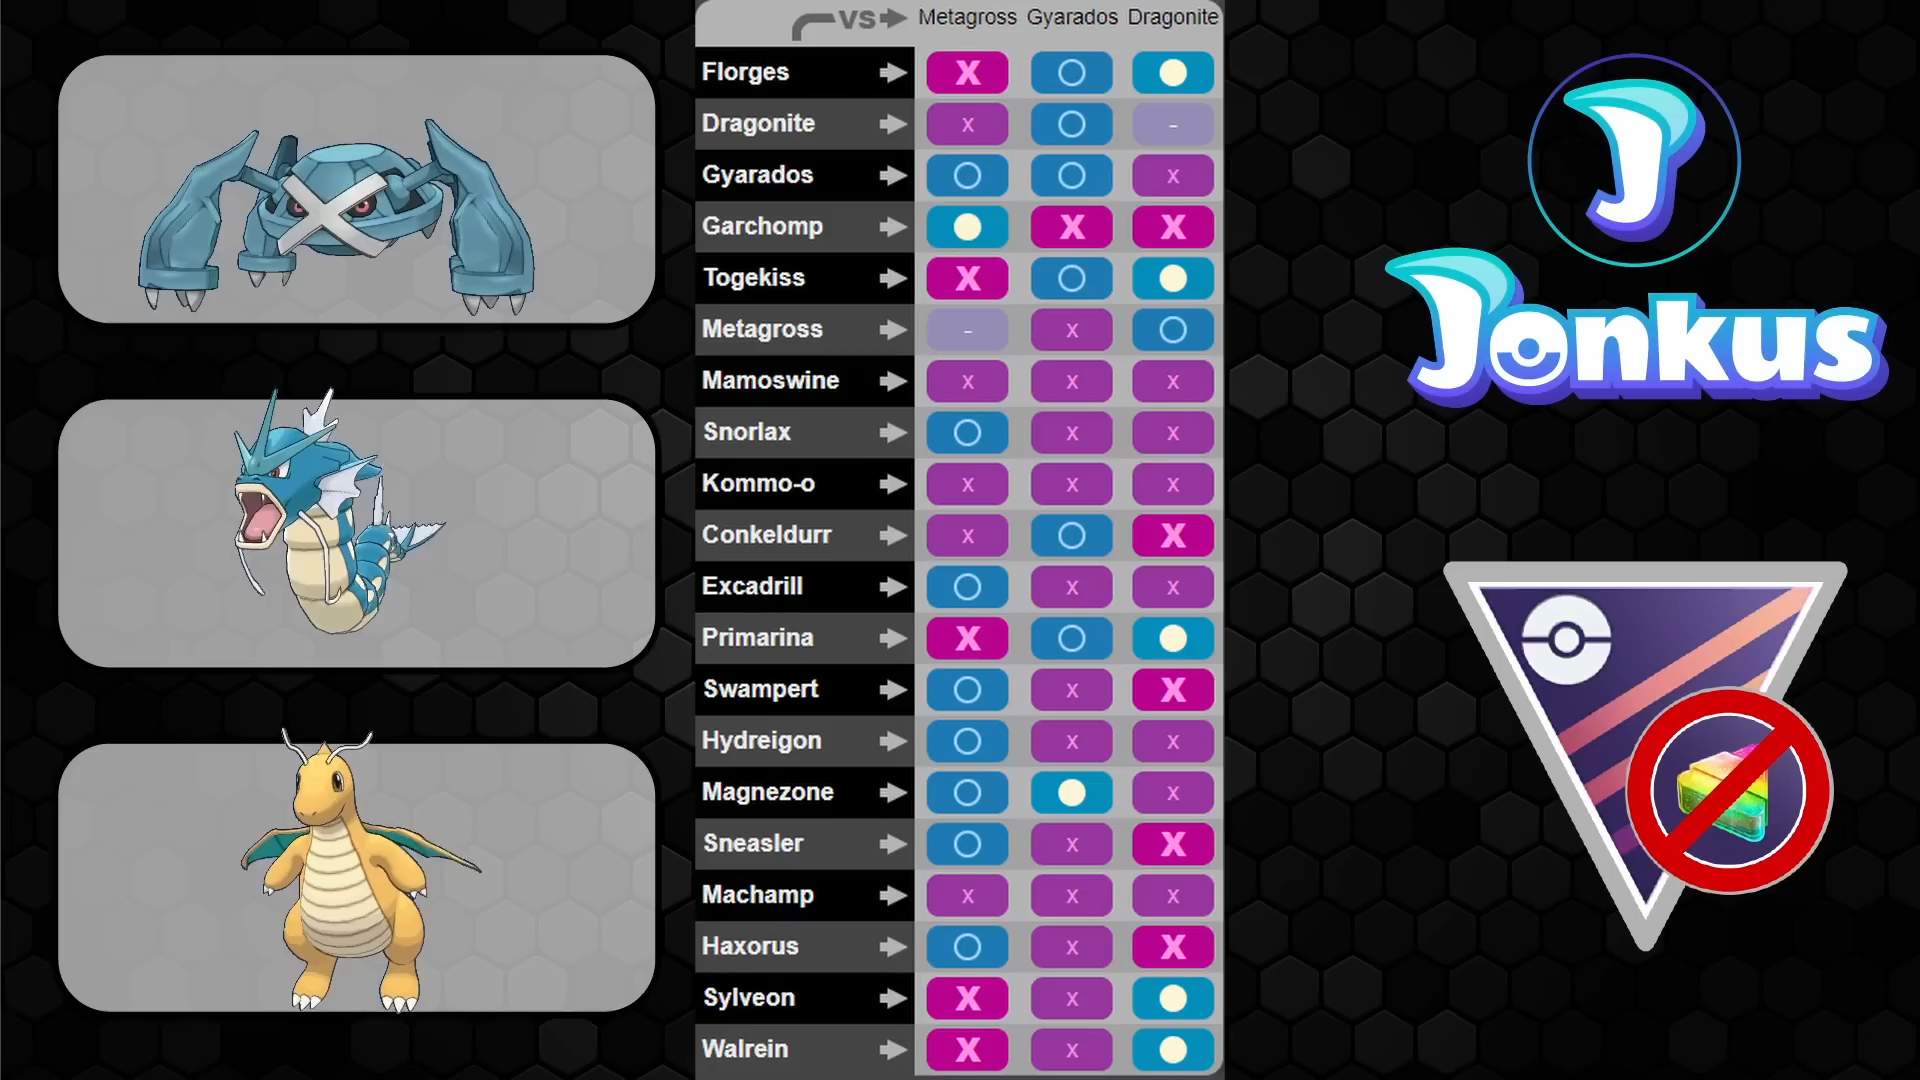 VS Metagross Gyarados Dragonite
Florges X O
Dragonite x O -
Gyarados O O x
Garchomp X X
Togekiss X O
Metagross - x O
Mamoswine x x x
Snorlax O x x
Kommo-o x x x
Conkeldurr x O X
Excadrill O x x
Primarina X O
Swampert O x X
Hydreigon O x x
Magnezone O x
Sneasler O x X
Machamp x x x
Haxorus O x X
Sylveon X x
Walrein X x
J
Jonkus